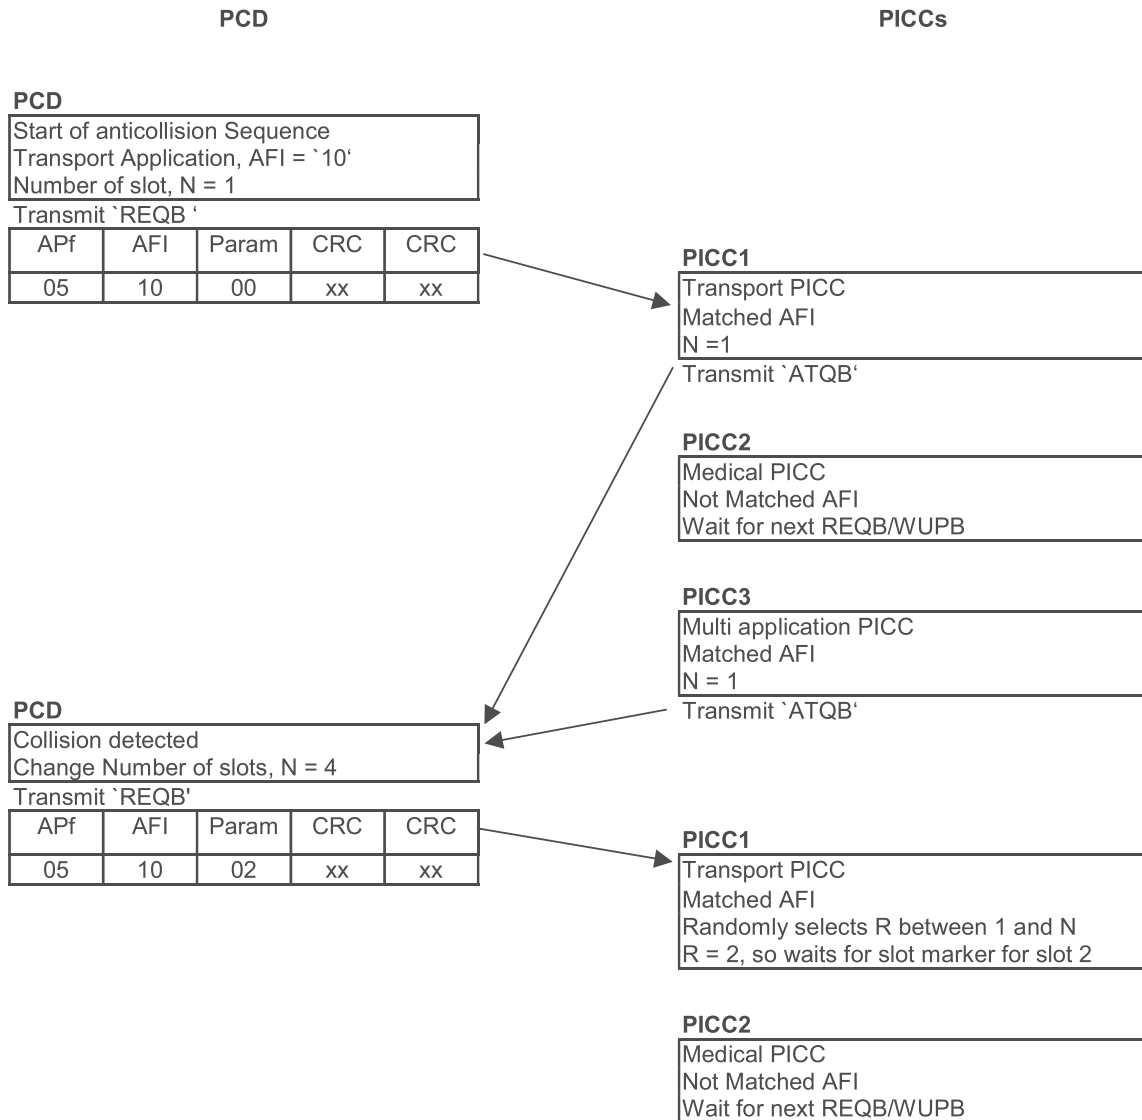 PCD PICCs
PCD
Start of anticollision Sequence
Transport Application, AFI = `10‘
Number of slot, N = 1
Transmit `REQB ‘
APf AFI Param CRC CRC
05 10 00 xx xx
PICC1
Transport PICC
Matched AFI
N =1
Transmit `ATQB‘
PICC2
Medical PICC
Not Matched AFI
Wait for next REQB/WUPB
PICC3
Multi application PICC
Matched AFI
N = 1
Transmit `ATQB‘
PCD
Collision detected
Change Number of slots, N = 4
Transmit `REQB'
APf AFI Param CRC CRC
05 10 02 xx xx
PICC1
Transport PICC
Matched AFI
Randomly selects R between 1 and N
R = 2, so waits for slot marker for slot 2
PICC2
Medical PICC
Not Matched AFI
Wait for next REQB/WUPB